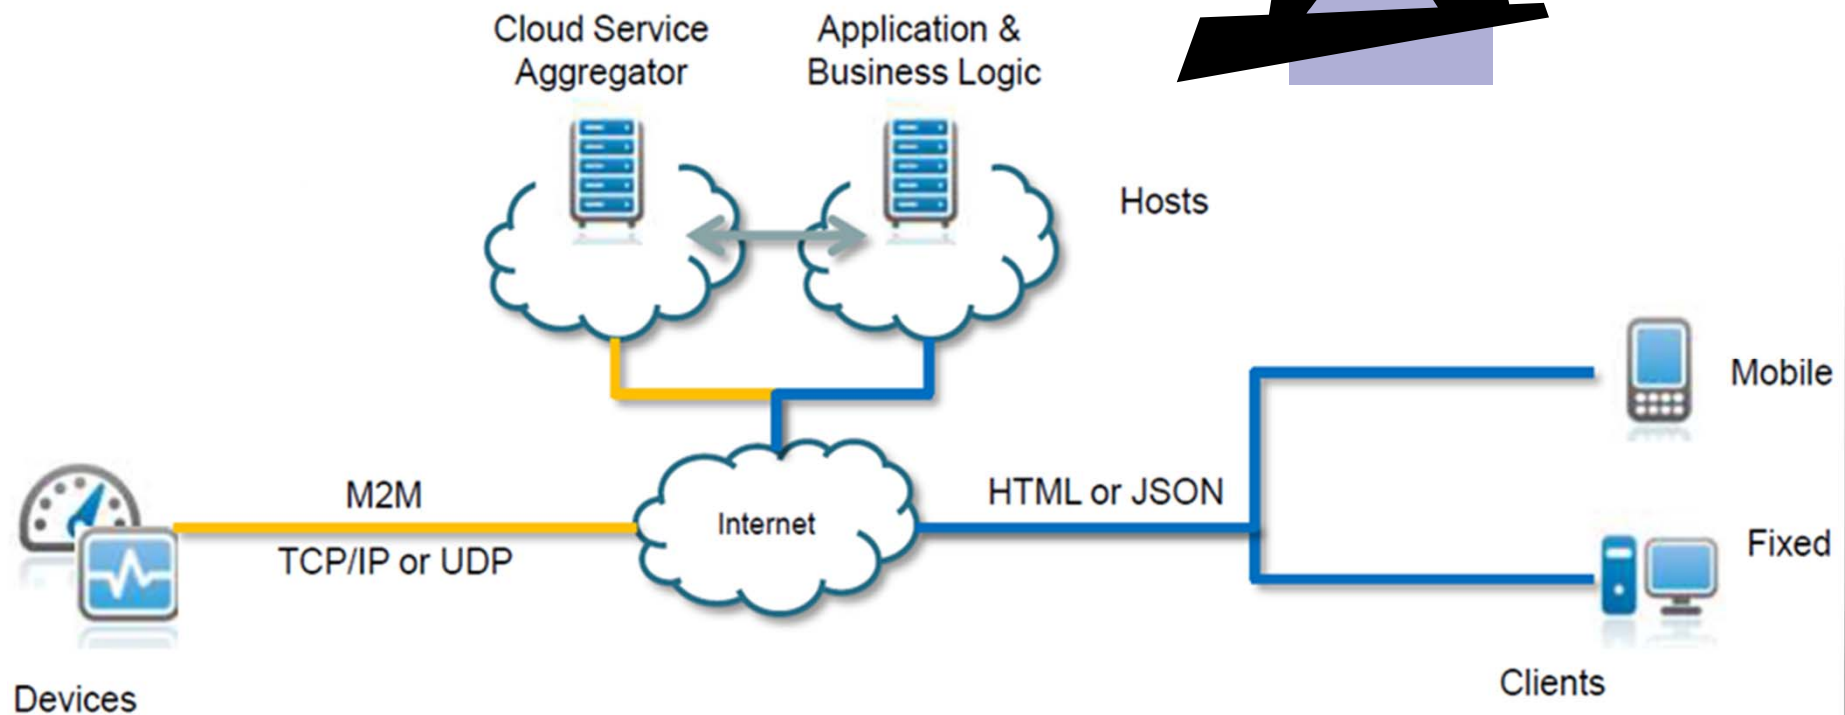 Cloud Service
Aggregator
Application &
Business Logic
Hosts
Mobile
M2M
TCP/IP or UDP
Internet
HTML or JSON
Fixed
Devices
Clients